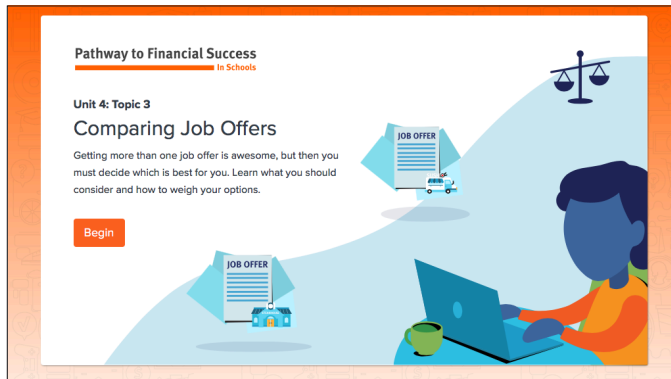 Pathway to Financial Success
In Schools
Unit 4: Topic 3
Comparing Job Offers
Getting more than one job offer is awesome, but then you
must decide which is best for you. Learn what you should
consider and how to weigh your options.
Begin
JOB OFFER
JOB OFFER